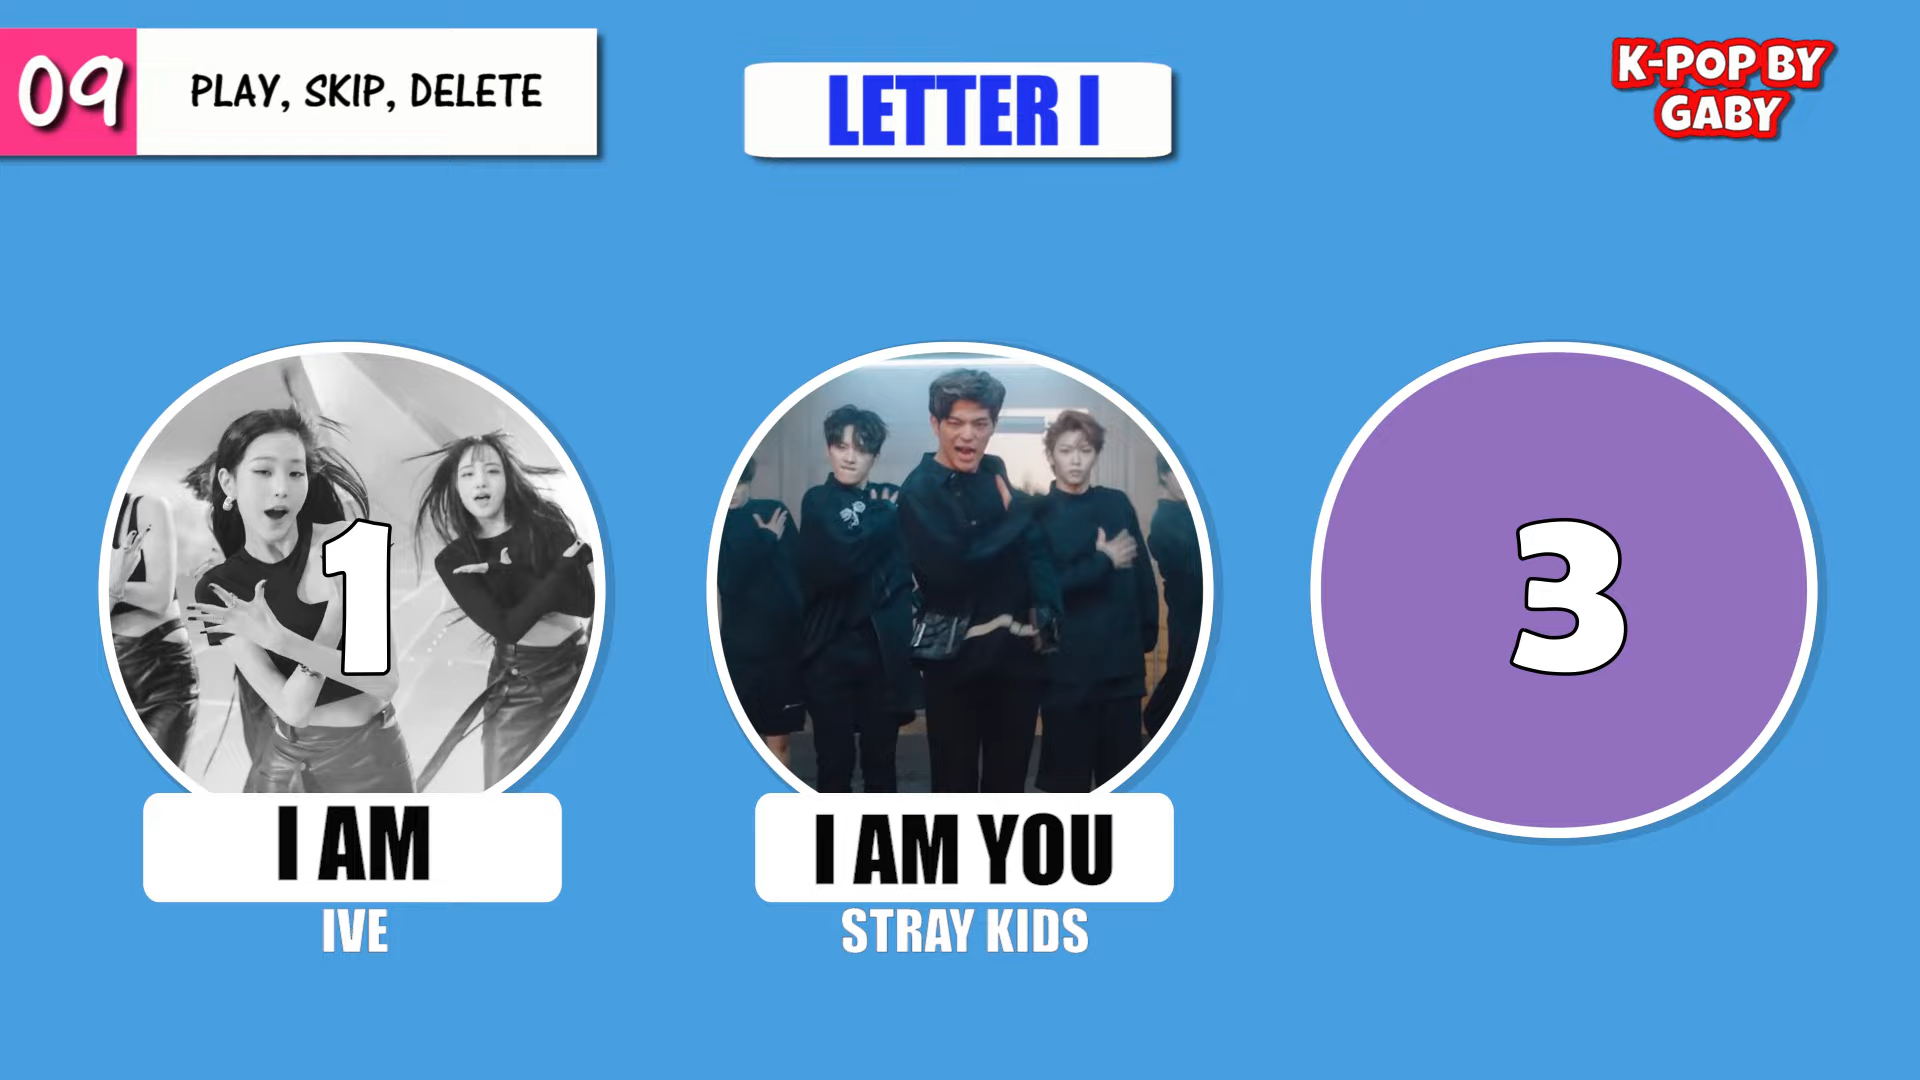 09
PLAY, SKIP, DELETE
LETTER I
K-POP BY
GABY
1
3
I AM
IVE
I AM YOU
STRAY KIDS